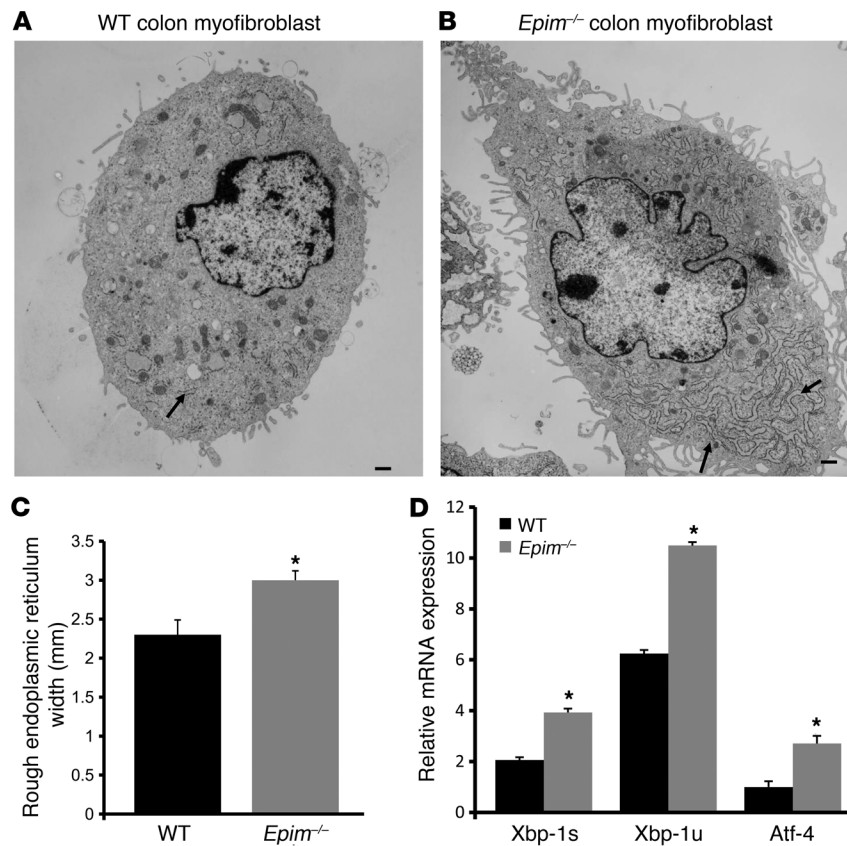 A WT colon myofibroblast
B Epim–/– colon myofibroblast
C
Rough endoplasmic reticulum
width (mm)
3.5
3
2.5
2
1.5
1
0.5
0
WT
Epim–/–
D
Relative mRNA expression
12
10
8
6
4
2
0
WT
Epim–/–
*
*
*
*
Xbp-1s
Xbp-1u
Atf-4